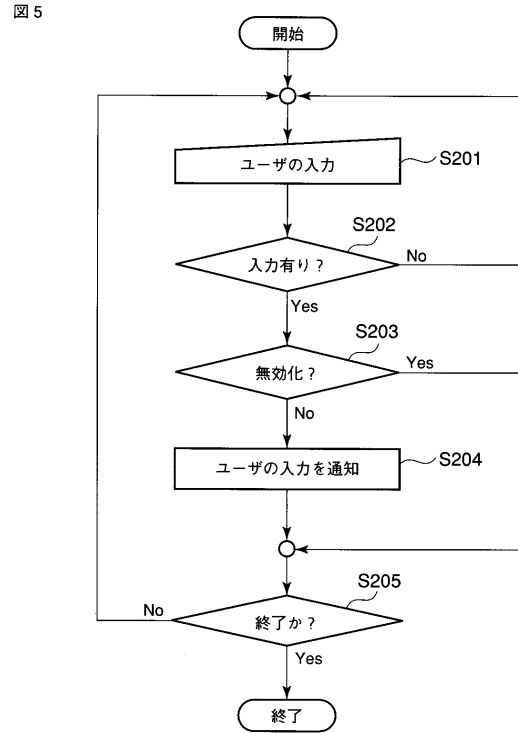 図5
開始
ユーザの入力
S201
S202
入力有り？
No
Yes
S203
無効化？
Yes
No
ユーザの入力を通知
S204
S205
終了か？
No
Yes
終了